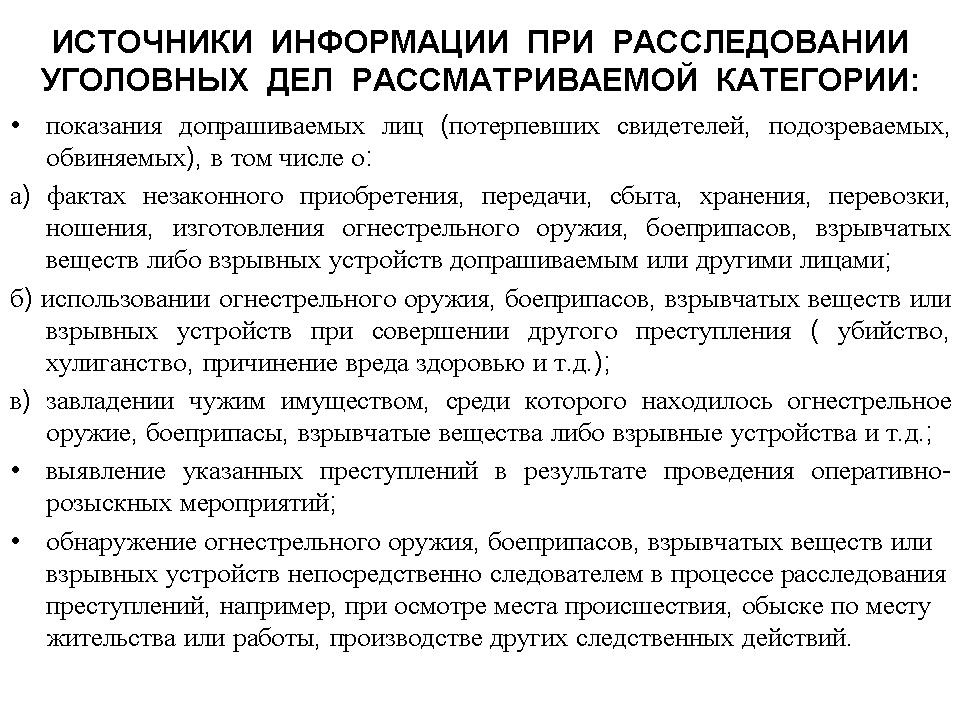 ИСТОЧНИКИ ИНФОРМАЦИИ ПРИ РАССЛЕДОВАНИИ
УГОЛОВНЫХ ДЕЛ РАССМАТРИВАЕМОЙ КАТЕГОРИИ:
• показания допрашиваемых лиц (потерпевших свидетелей, подозреваемых,
обвиняемых), в том числе о:
а) фактах незаконного приобретения, передачи, сбыта, хранения, перевозки,
ношения, изготовления огнестрельного оружия, боеприпасов, взрывчатых
веществ либо взрывных устройств допрашиваемым или другими лицами;
б) использовании огнестрельного оружия, боеприпасов, взрывчатых веществ или
взрывных устройств при совершении другого преступления ( убийство,
хулиганство, причинение вреда здоровью и т.д.);
в) завладении чужим имуществом, среди которого находилось огнестрельное
оружие, боеприпасы, взрывчатые вещества либо взрывные устройства и т.д.;
• выявление указанных преступлений в результате проведения оперативно-
розыскных мероприятий;
• обнаружение огнестрельного оружия, боеприпасов, взрывчатых веществ или
взрывных устройств непосредственно следователем в процессе расследования
преступлений, например, при осмотре места происшествия, обыске по месту
жительства или работы, производстве других следственных действий.